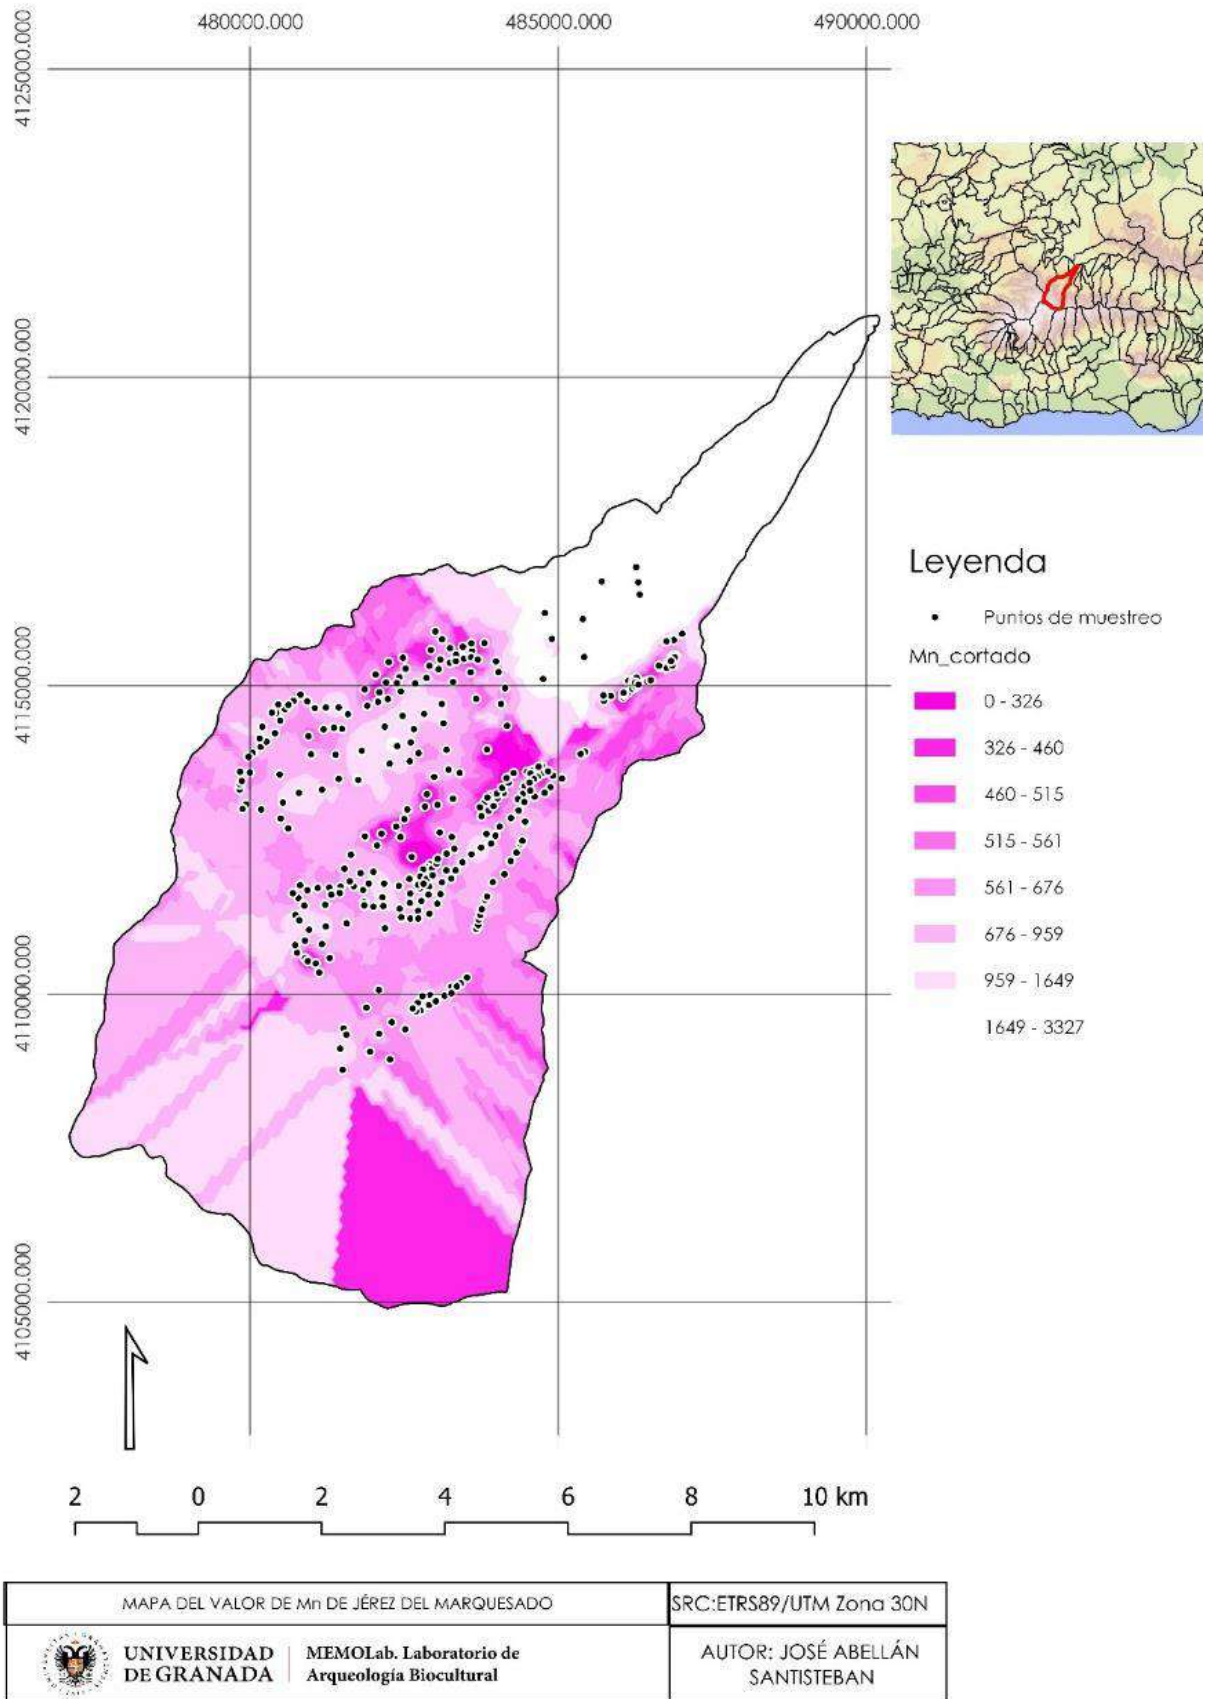 480000.000 485000.000 490000.000
4125000.000
4120000.000
4115000.000
4110000.000
4105000.000
Leyenda
Puntos de muestreo
Mn_cortado
0 - 326
326 - 460
460 - 515
515 - 561
561 - 676
676 - 959
959 - 1649
1649 - 3327
2 0 2 4 6 8 10 km
MAPA DEL VALOR DE Mn DE JÉREZ DEL MARQUESADO
SRC:ETRS89/UTM Zona 30N
UNIVERSIDAD
DE GRANADA
MEMOLab. Laboratorio de
Arqueología Biocultural
AUTOR: JOSÉ ABELLÁN
SANTISTEBAN